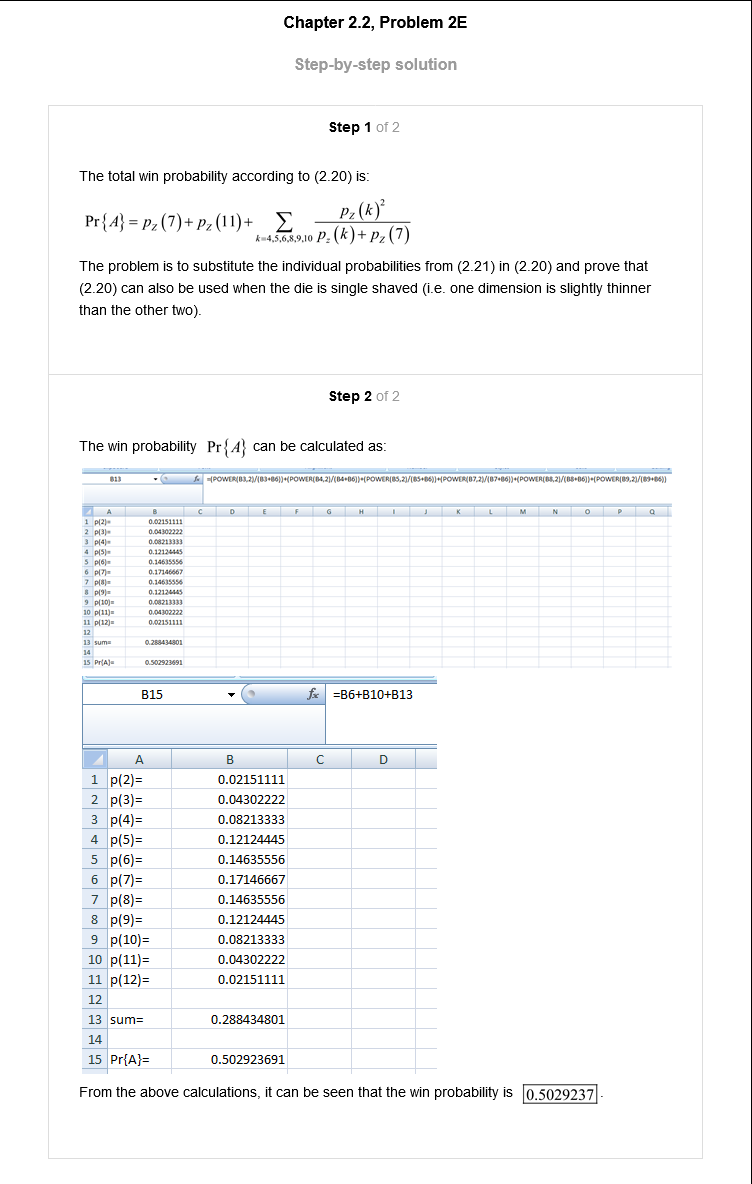 Chapter 2.2, Problem 2E
Step-by-step solution
Step 1 of 2
The total win probability according to (2.20) is:
Pr{A} = p_Z(7) + p_Z(11) + ∑_{k=4,5,6,8,9,10} p_Z(k)² / (p_z(k) + p_Z(7))
The problem is to substitute the individual probabilities from (2.21) in (2.20) and prove that
(2.20) can also be used when the die is single shaved (i.e. one dimension is slightly thinner
than the other two).
Step 2 of 2
The win probability Pr{A} can be calculated as:
B13 fx =(POWER(B3,2)/(B3+B6))+(POWER(B4,2)/(B4+B6))+(POWER(B5,2)/(B5+B6))+(POWER(B7,2)/(B7+B6))+(POWER(B8,2)/(B8+B6))+(POWER(B9,2)/(B9+B6))
A B C D E F G H I J K L M N O P Q
1 p(2)= 0.02151111
2 p(3)= 0.04302222
3 p(4)= 0.08213333
4 p(5)= 0.12124445
5 p(6)= 0.14635556
6 p(7)= 0.17146667
7 p(8)= 0.14635556
8 p(9)= 0.12124445
9 p(10)= 0.08213333
10 p(11)= 0.04302222
11 p(12)= 0.02151111
12
13 sum= 0.288434801
14
15 Pr{A}= 0.502923691
B15 fx =B6+B10+B13
A B C D
1 p(2)= 0.02151111
2 p(3)= 0.04302222
3 p(4)= 0.08213333
4 p(5)= 0.12124445
5 p(6)= 0.14635556
6 p(7)= 0.17146667
7 p(8)= 0.14635556
8 p(9)= 0.12124445
9 p(10)= 0.08213333
10 p(11)= 0.04302222
11 p(12)= 0.02151111
12
13 sum= 0.288434801
14
15 Pr{A}= 0.502923691
From the above calculations, it can be seen that the win probability is 0.5029237.